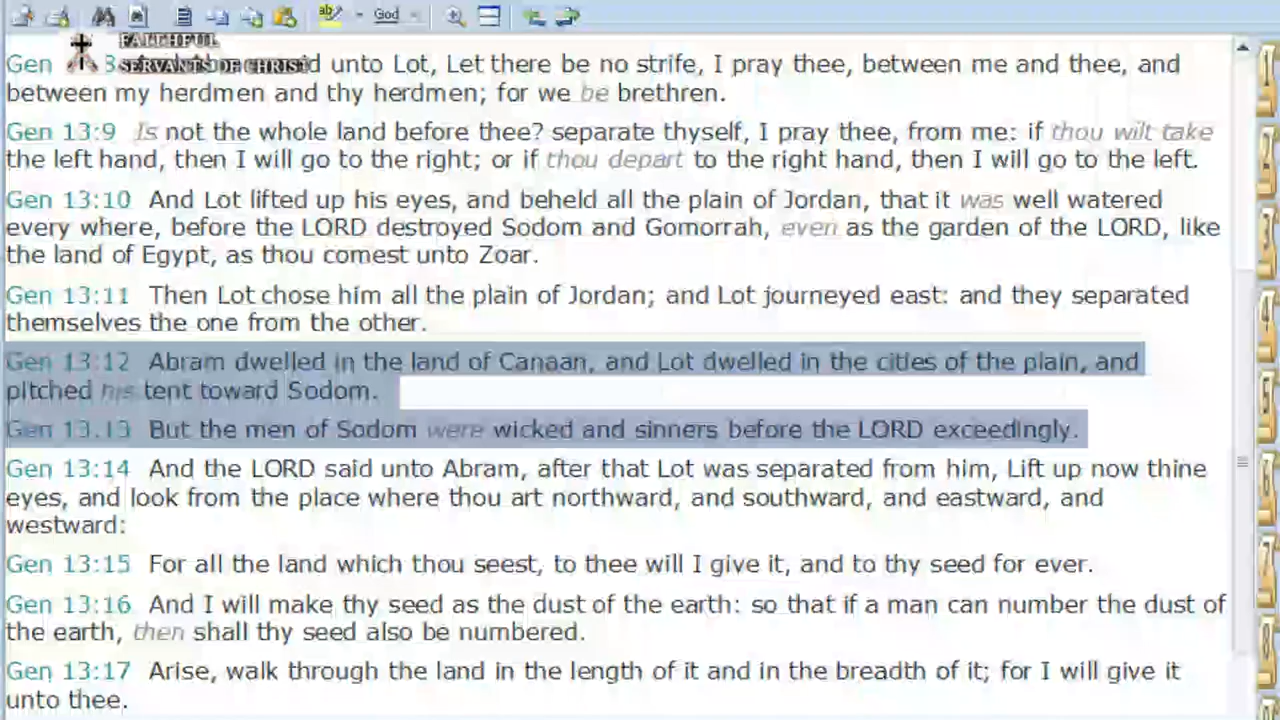 God
FAITHFUL
SERVANTS OF CHRIST
Gen unto Lot, Let there be no strife, I pray thee, between me and thee, and
between my herdmen and thy herdmen; for we be brethren.
Gen 13:9 Is not the whole land before thee? separate thyself, I pray thee, from me: if thou wilt take
the left hand, then I will go to the right; or if thou depart to the right hand, then I will go to the left.
Gen 13:10 And Lot lifted up his eyes, and beheld all the plain of Jordan, that it was well watered
every where, before the LORD destroyed Sodom and Gomorrah, even as the garden of the LORD, like
the land of Egypt, as thou comest unto Zoar.
Gen 13:11 Then Lot chose him all the plain of Jordan; and Lot journeyed east: and they separated
themselves the one from the other.
Gen 13:12 Abram dwelled in the land of Canaan, and Lot dwelled in the cities of the plain, and
pitched his tent toward Sodom.
Gen 13:13 But the men of Sodom were wicked and sinners before the LORD exceedingly.
Gen 13:14 And the LORD said unto Abram, after that Lot was separated from him, Lift up now thine
eyes, and look from the place where thou art northward, and southward, and eastward, and
westward:
Gen 13:15 For all the land which thou seest, to thee will I give it, and to thy seed for ever.
Gen 13:16 And I will make thy seed as the dust of the earth: so that if a man can number the dust of
the earth, then shall thy seed also be numbered.
Gen 13:17 Arise, walk through the land in the length of it and in the breadth of it; for I will give it
unto thee.
1
2
3
4
5
6
7
8